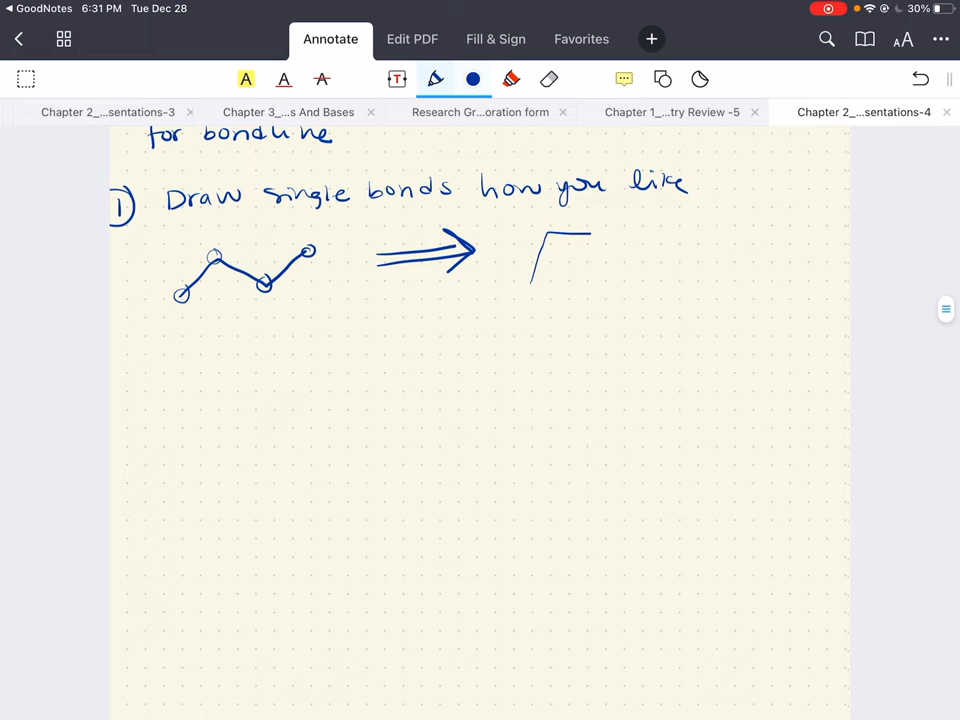 GoodNotes 6:31 PM Tue Dec 28 30%
Annotate Edit PDF Fill & Sign Favorites
AA
A A A T
Chapter 2_...sentations-3 Chapter 3_...s And Bases Research Gr...oration form Chapter 1_...try Review -5 Chapter 2_...sentations-4
for bondline
1) Draw single bonds how you like